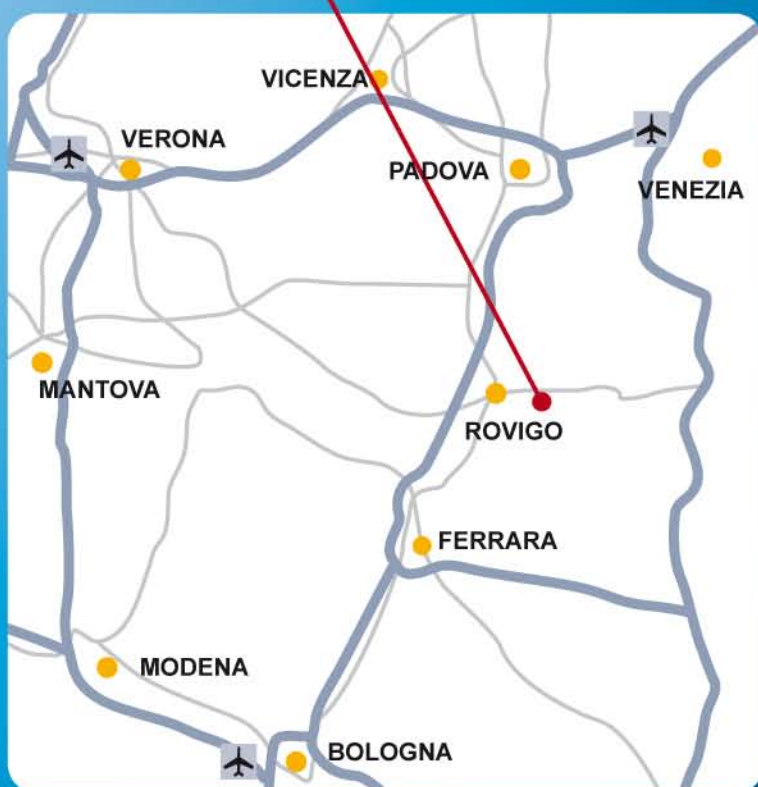 VICENZA
VERONA
PADOVA
VENEZIA
MANTOVA
ROVIGO
FERRARA
MODENA
BOLOGNA